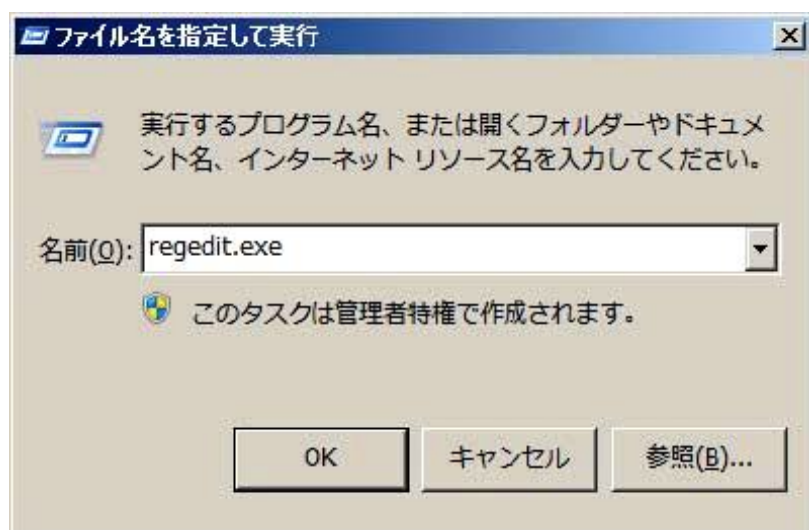 ファイル名を指定して実行
実行するプログラム名、または開くフォルダーやドキュメ
ント名、インターネット リソース名を入力してください。
名前(O): regedit.exe
このタスクは管理者特権で作成されます。
OK キャンセル 参照(B)...